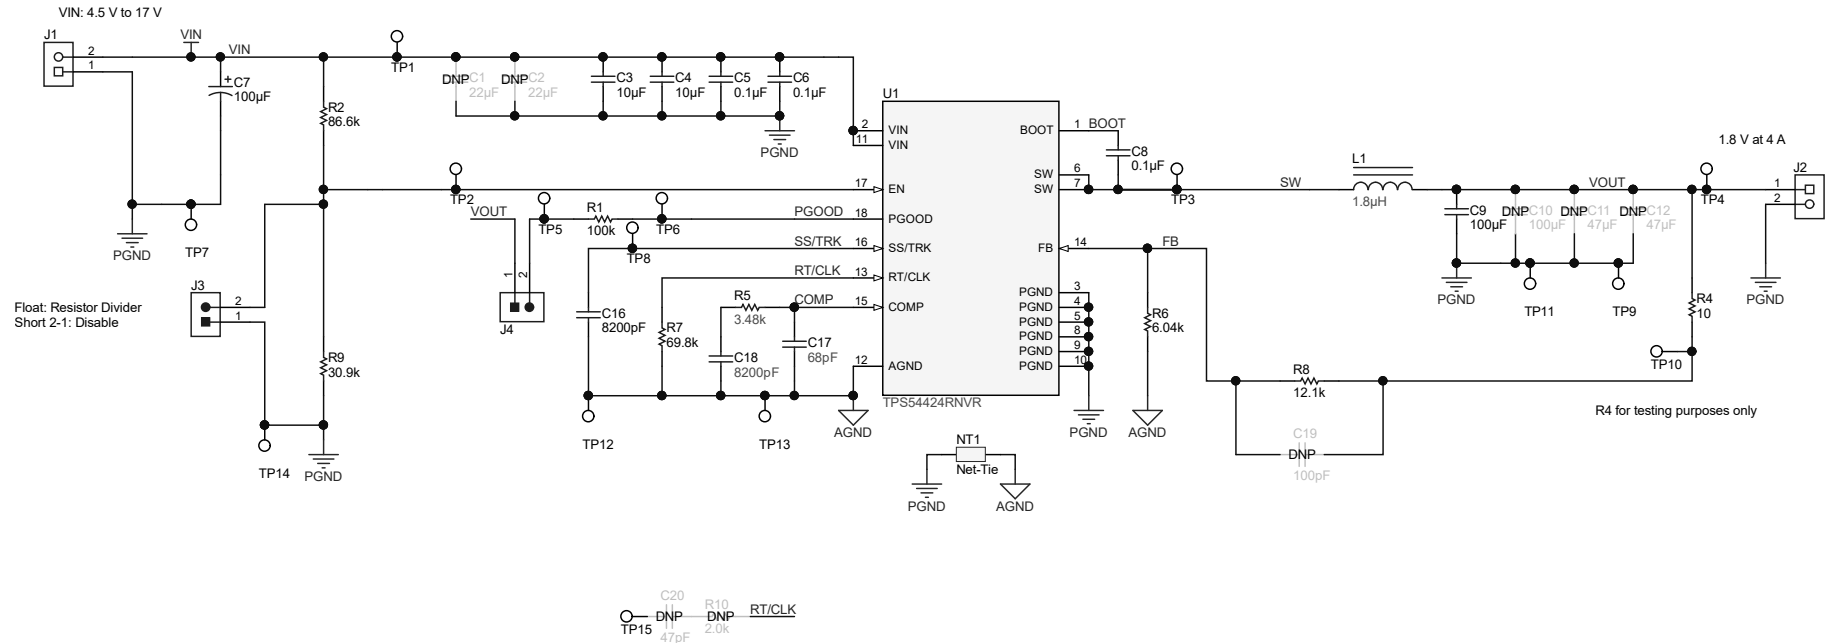 VIN: 4.5 V to 17 V
J1
2
1
VIN
VIN
+
C7
100µF
PGND
TP7
R2
86.6k
TP1
DNP C1
22µF
DNP C2
22µF
C3
10µF
C4
10µF
C5
0.1µF
C6
0.1µF
PGND
U1
2 VIN
11 VIN
17 EN
PGOOD 18 PGOOD
SS/TRK 16 SS/TRK
RT/CLK 13 RT/CLK
COMP 15 COMP
12 AGND
BOOT 1 BOOT
SW 6
SW 7
FB 14 FB
PGND 3
PGND 4
PGND 5
PGND 8
PGND 9
PGND 10
TPS54424RNVR
C8
0.1µF
TP3
SW
L1
1.8µH
1.8 V at 4 A
VOUT
TP4
J2
1
2
PGND
C9
100µF
DNP C10
100µF
DNP C11
47µF
DNP C12
47µF
PGND
TP11
TP9
R4
10
TP10
R8
12.1k
C19
DNP
100pF
R4 for testing purposes only
R6
6.04k
PGND
AGND
TP2
VOUT
TP5
R1
100k
TP6
TP8
1
2
J4
Float: Resistor Divider
Short 2-1: Disable
J3
2
1
R9
30.9k
TP14
PGND
C16
8200pF
R7
69.8k
R5
3.48k
C18
8200pF
C17
68pF
TP12
TP13
AGND
NT1
Net-Tie
PGND
AGND
TP15
C20
DNP
47pF
R10
DNP
2.0k
RT/CLK